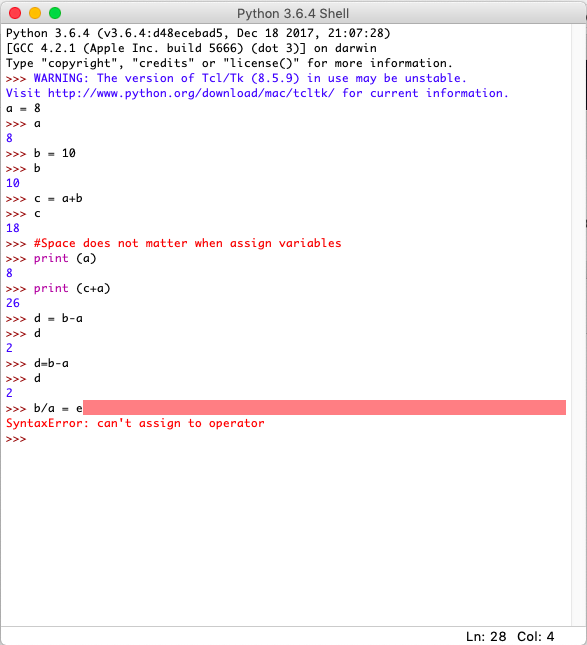 Python 3.6.4 Shell
Python 3.6.4 (v3.6.4:d48ecebad5, Dec 18 2017, 21:07:28)
[GCC 4.2.1 (Apple Inc. build 5666) (dot 3)] on darwin
Type "copyright", "credits" or "license()" for more information.
>>> WARNING: The version of Tcl/Tk (8.5.9) in use may be unstable.
Visit http://www.python.org/download/mac/tcltk/ for current information.
a = 8
>>> a
8
>>> b = 10
>>> b
10
>>> c = a+b
>>> c
18
>>> #Space does not matter when assign variables
>>> print (a)
8
>>> print (c+a)
26
>>> d = b-a
>>> d
2
>>> d=b-a
>>> d
2
>>> b/a = e
SyntaxError: can't assign to operator
>>>
Ln: 28 Col: 4